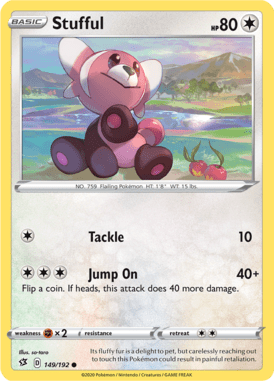 BASIC Stufful HP 80
NO. 759 Flailing Pokémon HT: 1'8" WT: 15 lbs.
Tackle 10
Jump On 40+
Flip a coin. If heads, this attack does 40 more damage.
weakness ×2 resistance retreat
Illus. so-taro
D 149/192
Its fluffy fur is a delight to pet, but carelessly reaching out
to touch this Pokémon could result in painful retaliation.
©2020 Pokémon / Nintendo / Creatures / GAME FREAK